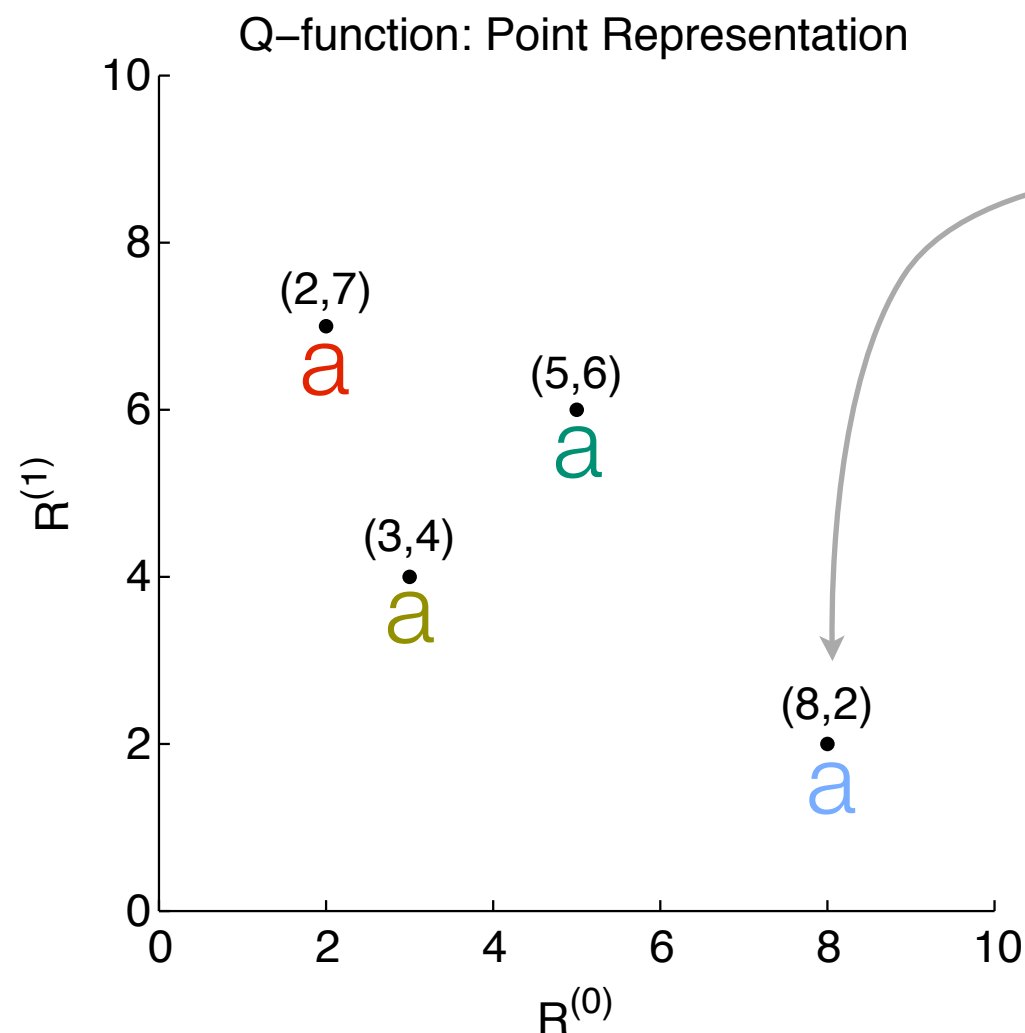 Q−function: Point Representation
10
8
(2,7)
a
(5,6)
a
6
R(1)
(3,4)
4
a
(8,2)
2
a
0
0 2 4 6 8 10
R(0)